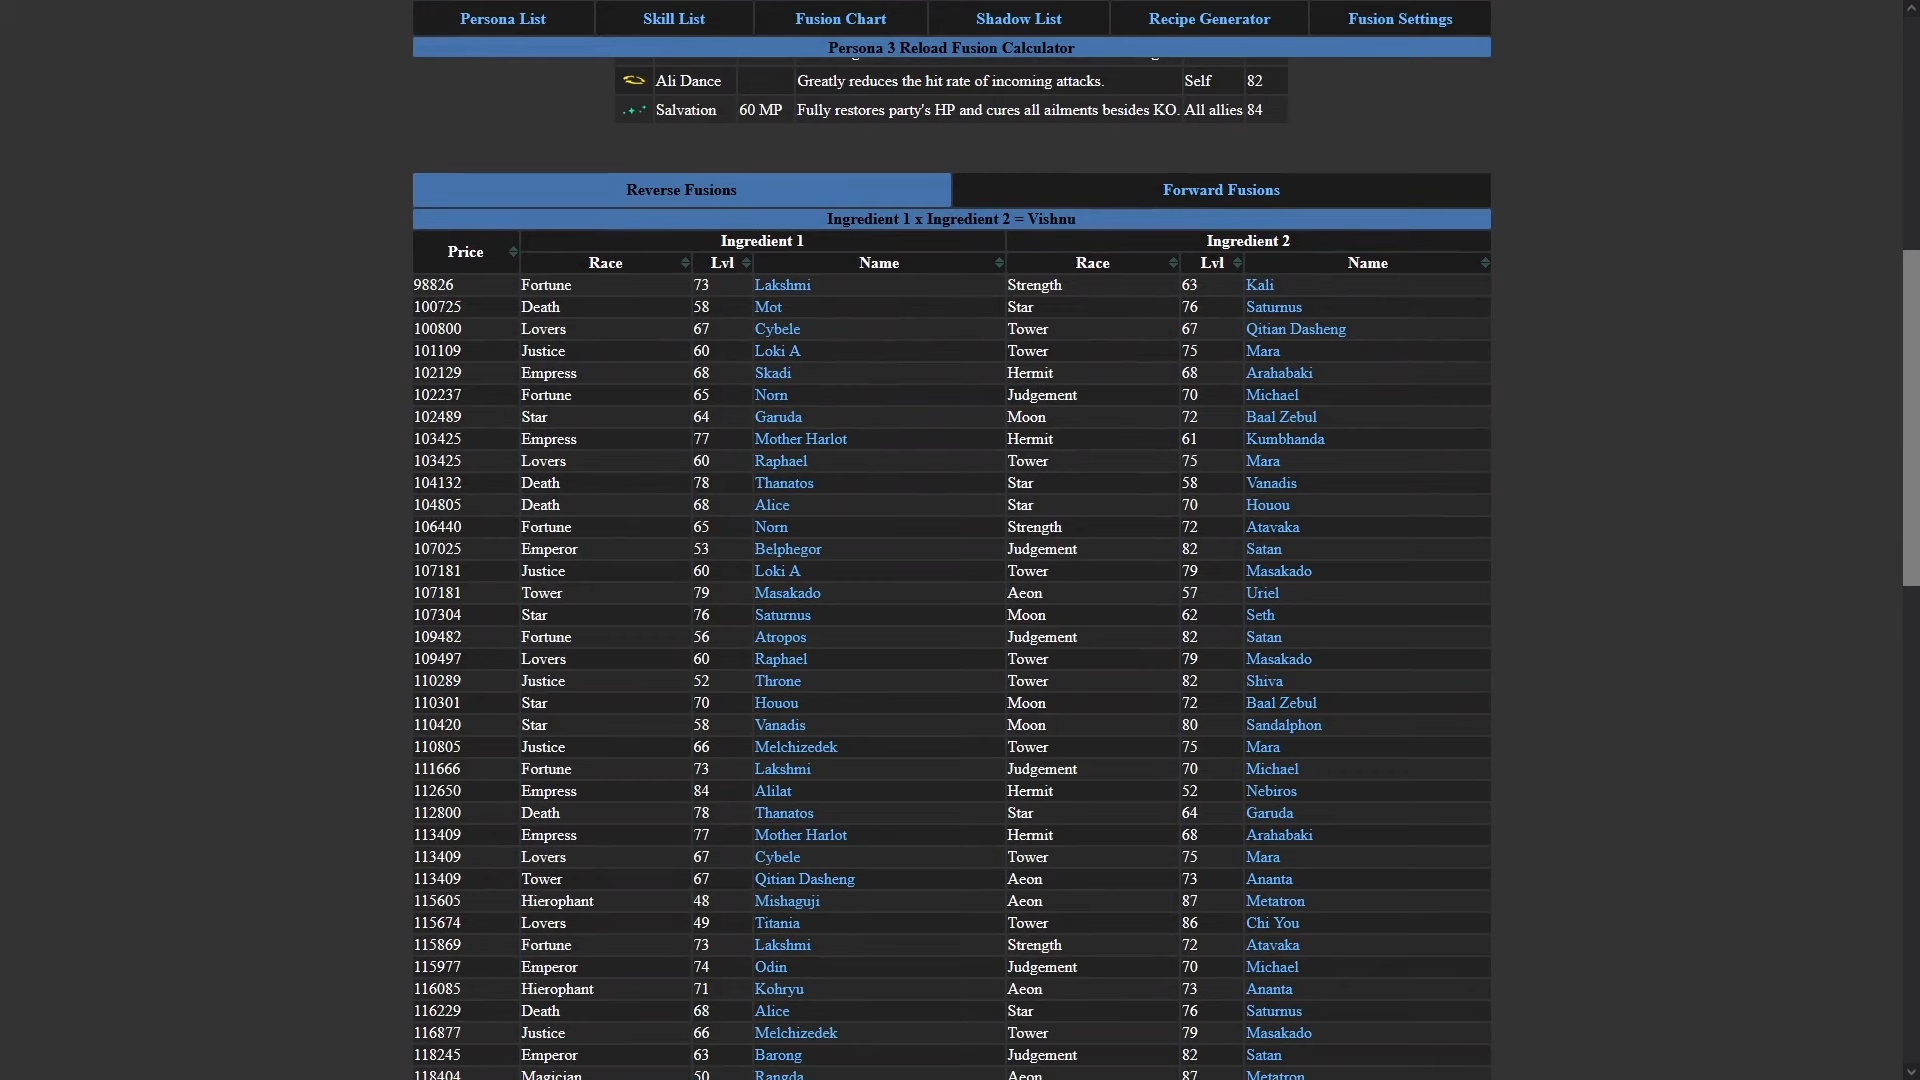 Persona List Skill List Fusion Chart Shadow List Recipe Generator Fusion Settings
Persona 3 Reload Fusion Calculator
Ali Dance Greatly reduces the hit rate of incoming attacks. Self 82
Salvation 60 MP Fully restores party's HP and cures all ailments besides KO. All allies 84
Reverse Fusions Forward Fusions
Ingredient 1 x Ingredient 2 = Vishnu
Price Ingredient 1 Ingredient 2
Race Lvl Name Race Lvl Name
98826 Fortune 73 Lakshmi Strength 63 Kali
100725 Death 58 Mot Star 76 Saturnus
100800 Lovers 67 Cybele Tower 67 Qitian Dasheng
101109 Justice 60 Loki A Tower 75 Mara
102129 Empress 68 Skadi Hermit 68 Arahabaki
102237 Fortune 65 Norn Judgement 70 Michael
102489 Star 64 Garuda Moon 72 Baal Zebul
103425 Empress 77 Mother Harlot Hermit 61 Kumbhanda
103425 Lovers 60 Raphael Tower 75 Mara
104132 Death 78 Thanatos Star 58 Vanadis
104805 Death 68 Alice Star 70 Houou
106440 Fortune 65 Norn Strength 72 Atavaka
107025 Emperor 53 Belphegor Judgement 82 Satan
107181 Justice 60 Loki A Tower 79 Masakado
107181 Tower 79 Masakado Aeon 57 Uriel
107304 Star 76 Saturnus Moon 62 Seth
109482 Fortune 56 Atropos Judgement 82 Satan
109497 Lovers 60 Raphael Tower 79 Masakado
110289 Justice 52 Throne Tower 82 Shiva
110301 Star 70 Houou Moon 72 Baal Zebul
110420 Star 58 Vanadis Moon 80 Sandalphon
110805 Justice 66 Melchizedek Tower 75 Mara
111666 Fortune 73 Lakshmi Judgement 70 Michael
112650 Empress 84 Alilat Hermit 52 Nebiros
112800 Death 78 Thanatos Star 64 Garuda
113409 Empress 77 Mother Harlot Hermit 68 Arahabaki
113409 Lovers 67 Cybele Tower 75 Mara
113409 Tower 67 Qitian Dasheng Aeon 73 Ananta
115605 Hierophant 48 Mishaguji Aeon 87 Metatron
115674 Lovers 49 Titania Tower 86 Chi You
115869 Fortune 73 Lakshmi Strength 72 Atavaka
115977 Emperor 74 Odin Judgement 70 Michael
116085 Hierophant 71 Kohryu Aeon 73 Ananta
116229 Death 68 Alice Star 76 Saturnus
116877 Justice 66 Melchizedek Tower 79 Masakado
118245 Emperor 63 Barong Judgement 82 Satan
118404 Magician 50 Rangda Aeon 87 Metatron